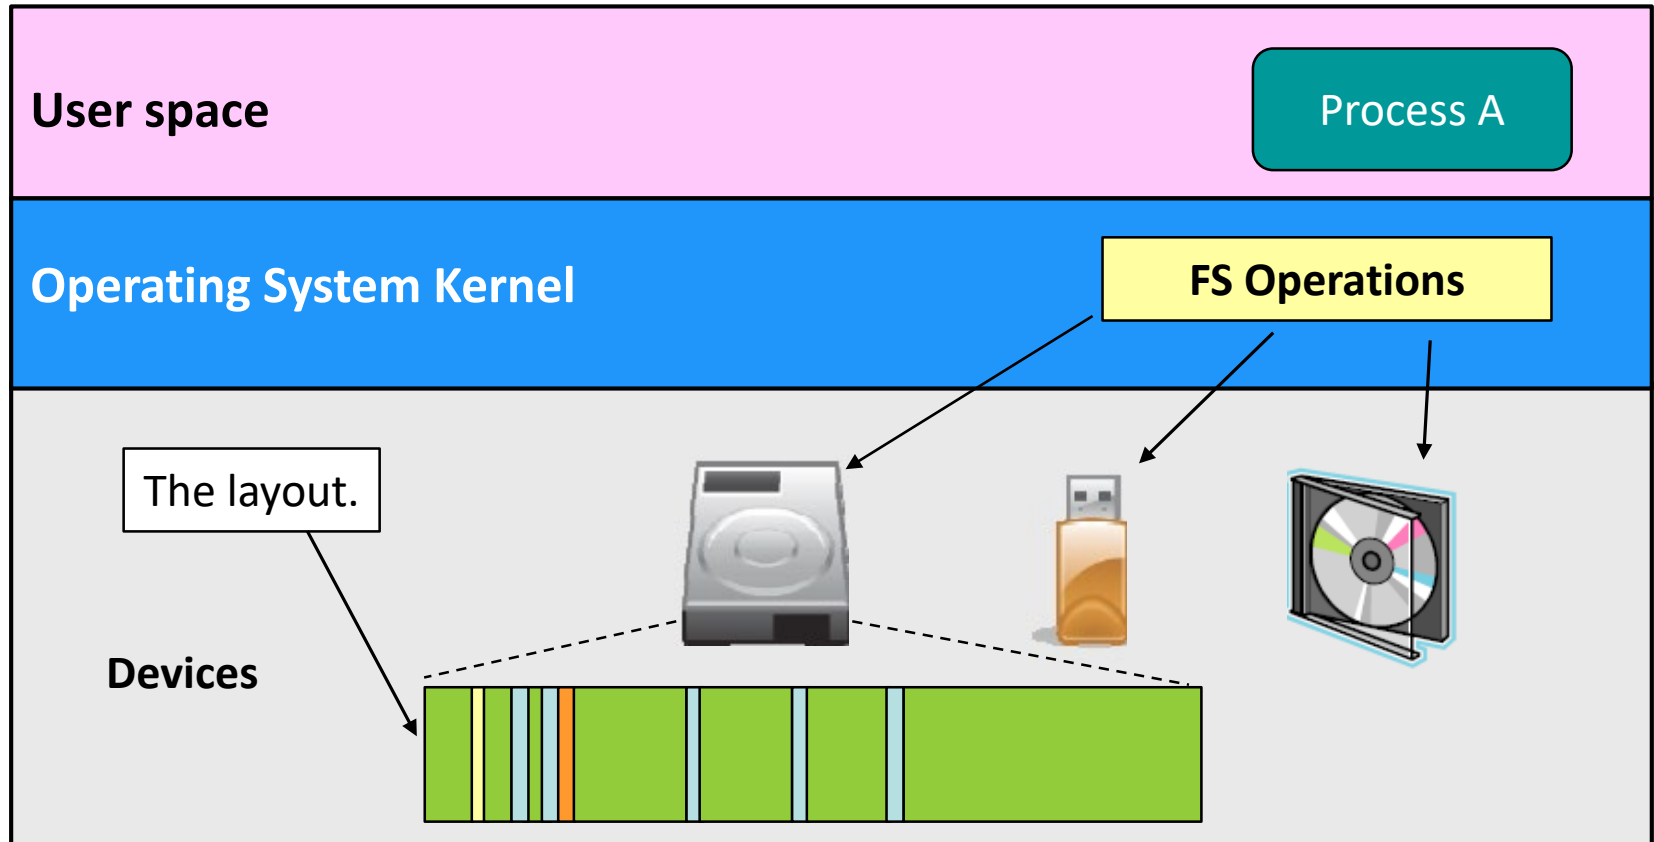 User space
Process A
Operating System Kernel
FS Operations
The layout.
Devices